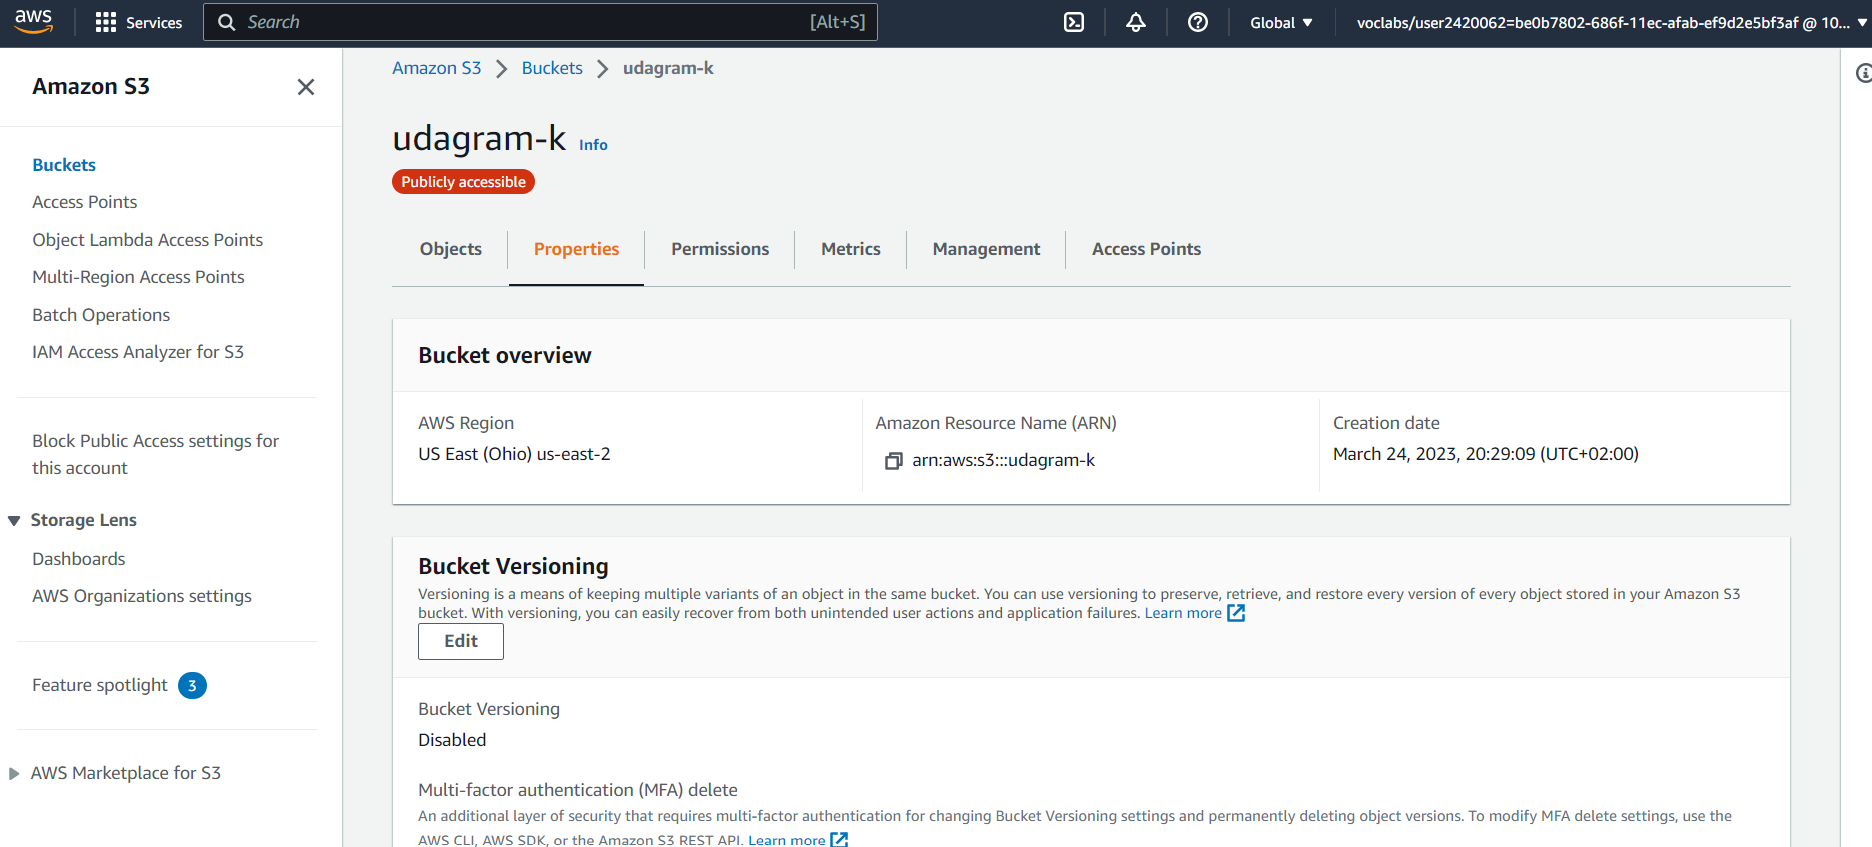 aws
Services
Search
[Alt+S]
Global
voclabs/user2420062=be0b7802-686f-11ec-afab-ef9d2e5bf3af @ 10...
Amazon S3
Buckets
Access Points
Object Lambda Access Points
Multi-Region Access Points
Batch Operations
IAM Access Analyzer for S3
Block Public Access settings for
this account
Storage Lens
Dashboards
AWS Organizations settings
Feature spotlight 3
AWS Marketplace for S3
Amazon S3 > Buckets > udagram-k
udagram-k Info
Publicly accessible
Objects
Properties
Permissions
Metrics
Management
Access Points
Bucket overview
AWS Region
US East (Ohio) us-east-2
Amazon Resource Name (ARN)
arn:aws:s3:::udagram-k
Creation date
March 24, 2023, 20:29:09 (UTC+02:00)
Bucket Versioning
Versioning is a means of keeping multiple variants of an object in the same bucket. You can use versioning to preserve, retrieve, and restore every version of every object stored in your Amazon S3
bucket. With versioning, you can easily recover from both unintended user actions and application failures. Learn more
Edit
Bucket Versioning
Disabled
Multi-factor authentication (MFA) delete
An additional layer of security that requires multi-factor authentication for changing Bucket Versioning settings and permanently deleting object versions. To modify MFA delete settings, use the
AWS CLI, AWS SDK, or the Amazon S3 REST API. Learn more